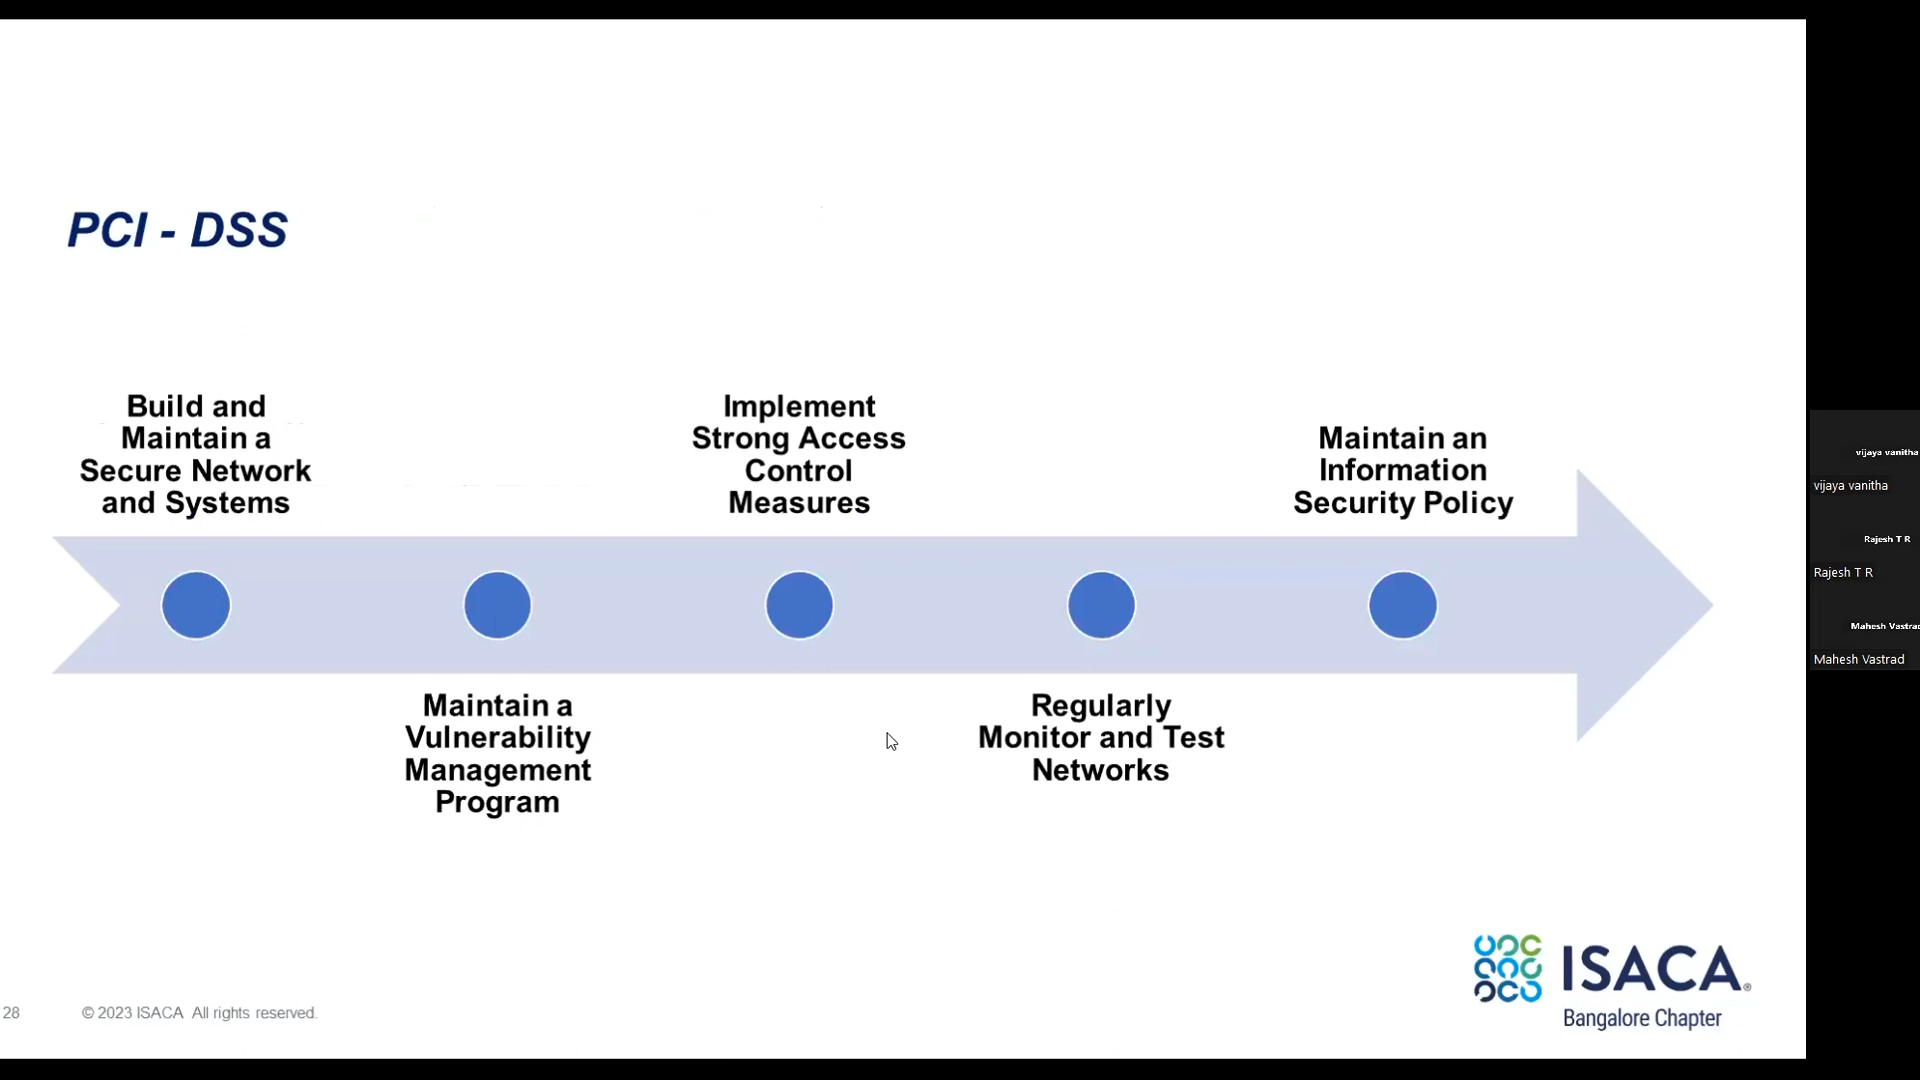 PCI - DSS
Build and
Maintain a
Secure Network
and Systems
Maintain a
Vulnerability
Management
Program
Implement
Strong Access
Control
Measures
Regularly
Monitor and Test
Networks
Maintain an
Information
Security Policy
28
© 2023 ISACA All rights reserved.
ISACA®
Bangalore Chapter
vijaya vanitha
vijaya vanitha
Rajesh T R
Rajesh T R
Mahesh Vastrad
Mahesh Vastrad